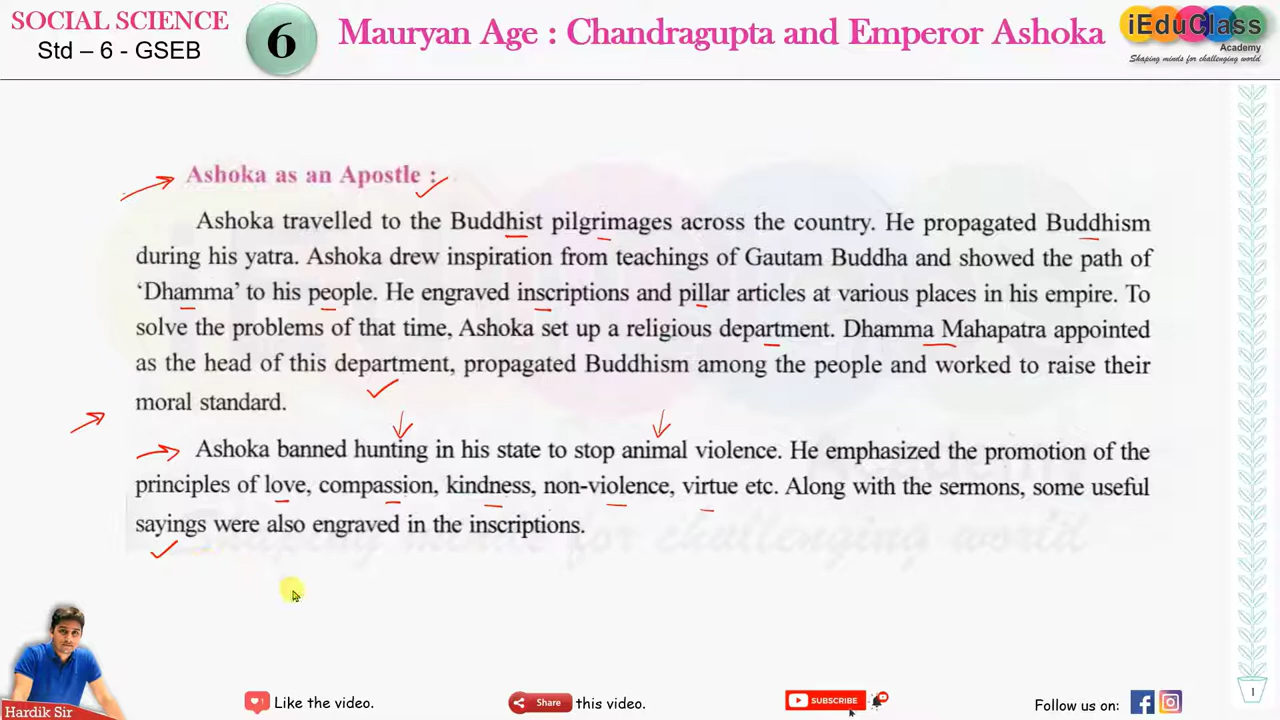 SOCIAL SCIENCE
Std – 6 - GSEB
6
Mauryan Age : Chandragupta and Emperor Ashoka
iEduClass
Academy
Shaping minds for challenging world
Ashoka as an Apostle :
Ashoka travelled to the Buddhist pilgrimages across the country. He propagated Buddhism
during his yatra. Ashoka drew inspiration from teachings of Gautam Buddha and showed the path of
‘Dhamma’ to his people. He engraved inscriptions and pillar articles at various places in his empire. To
solve the problems of that time, Ashoka set up a religious department. Dhamma Mahapatra appointed
as the head of this department, propagated Buddhism among the people and worked to raise their
moral standard.
Ashoka banned hunting in his state to stop animal violence. He emphasized the promotion of the
principles of love, compassion, kindness, non-violence, virtue etc. Along with the sermons, some useful
sayings were also engraved in the inscriptions.
Shaping minds for challenging world
Hardik Sir
Like the video.
Share this video.
SUBSCRIBE
Follow us on:
1